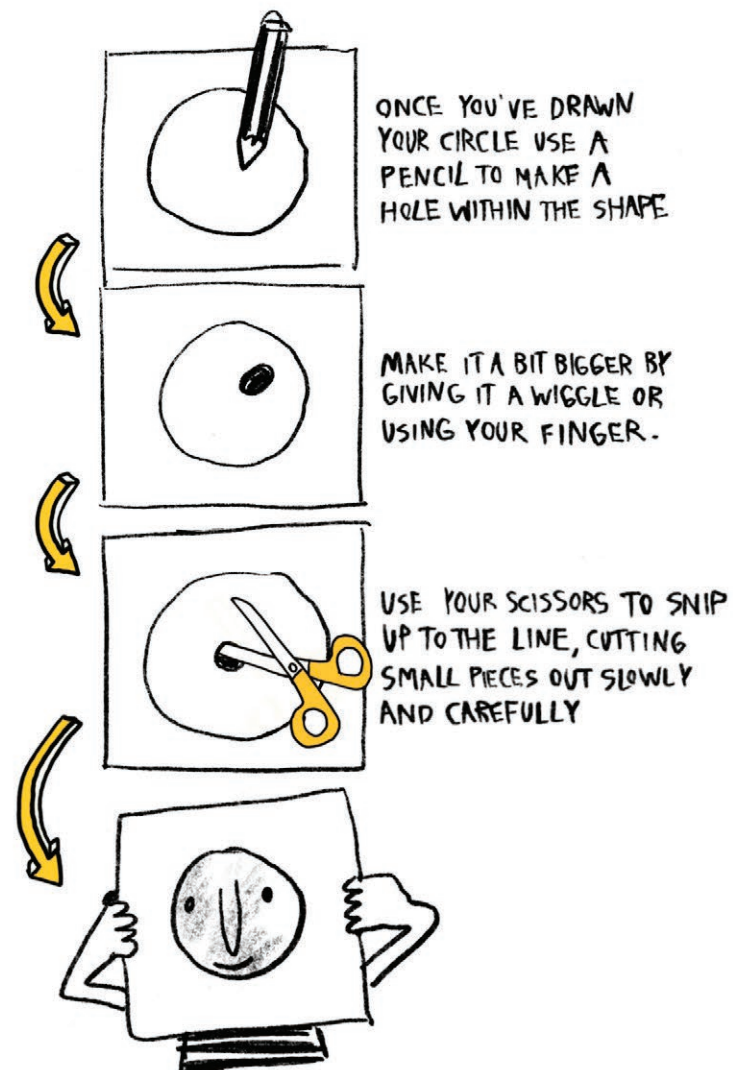 ONCE YOU'VE DRAWN
YOUR CIRCLE USE A
PENCIL TO MAKE A
HOLE WITHIN THE SHAPE
MAKE IT A BIT BIGGER BY
GIVING IT A WIGGLE OR
USING YOUR FINGER.
USE YOUR SCISSORS TO SNIP
UP TO THE LINE, CUTTING
SMALL PIECES OUT SLOWLY
AND CAREFULLY